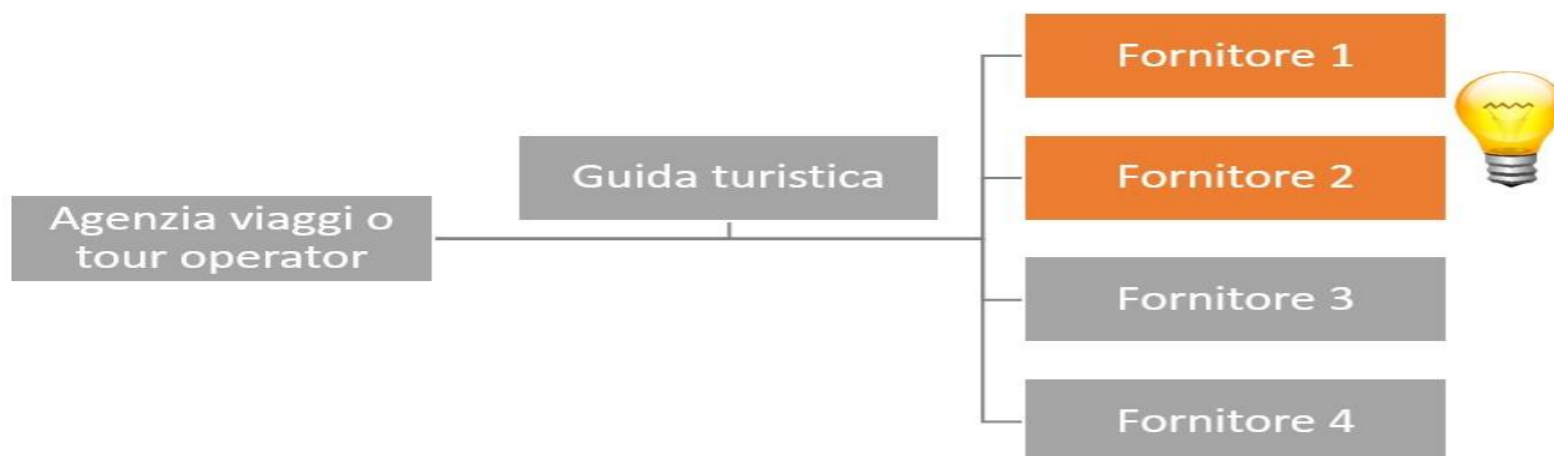 Agenzia viaggi o
tour operator
Guida turistica
Fornitore 1
Fornitore 2
Fornitore 3
Fornitore 4